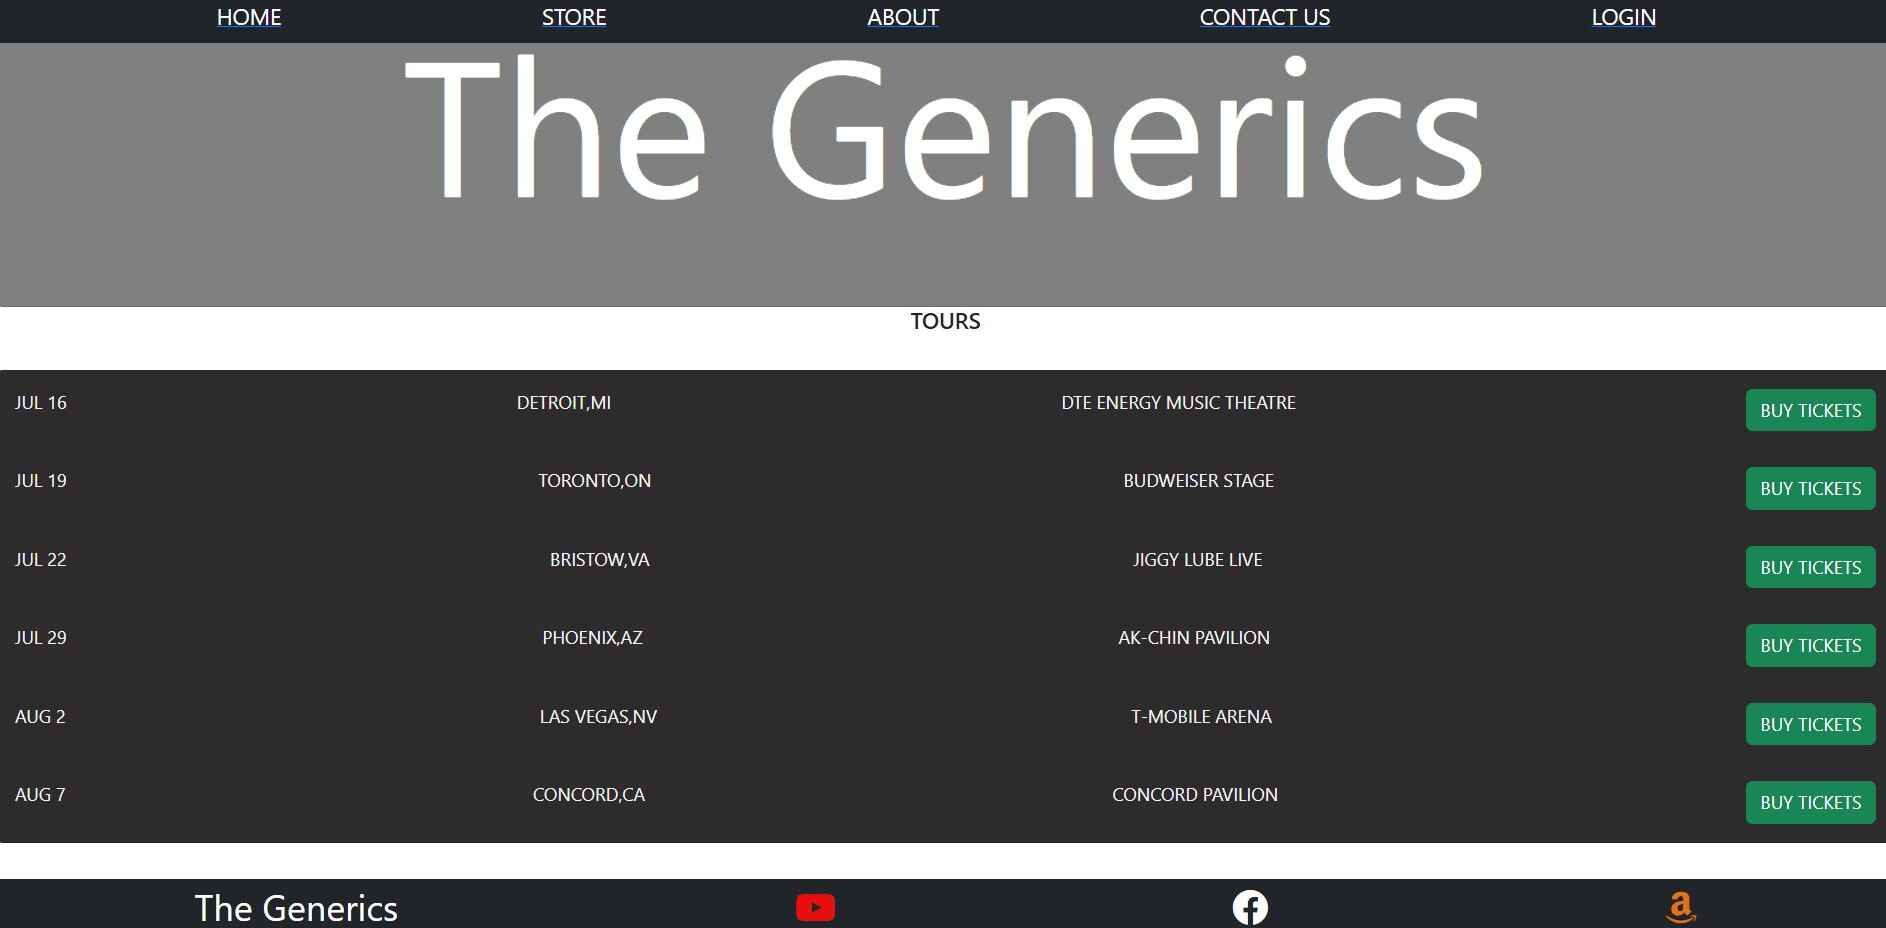 HOME STORE ABOUT CONTACT US LOGIN
The Generics
TOURS
JUL 16 DETROIT,MI DTE ENERGY MUSIC THEATRE BUY TICKETS
JUL 19 TORONTO,ON BUDWEISER STAGE BUY TICKETS
JUL 22 BRISTOW,VA JIGGY LUBE LIVE BUY TICKETS
JUL 29 PHOENIX,AZ AK-CHIN PAVILION BUY TICKETS
AUG 2 LAS VEGAS,NV T-MOBILE ARENA BUY TICKETS
AUG 7 CONCORD,CA CONCORD PAVILION BUY TICKETS
The Generics